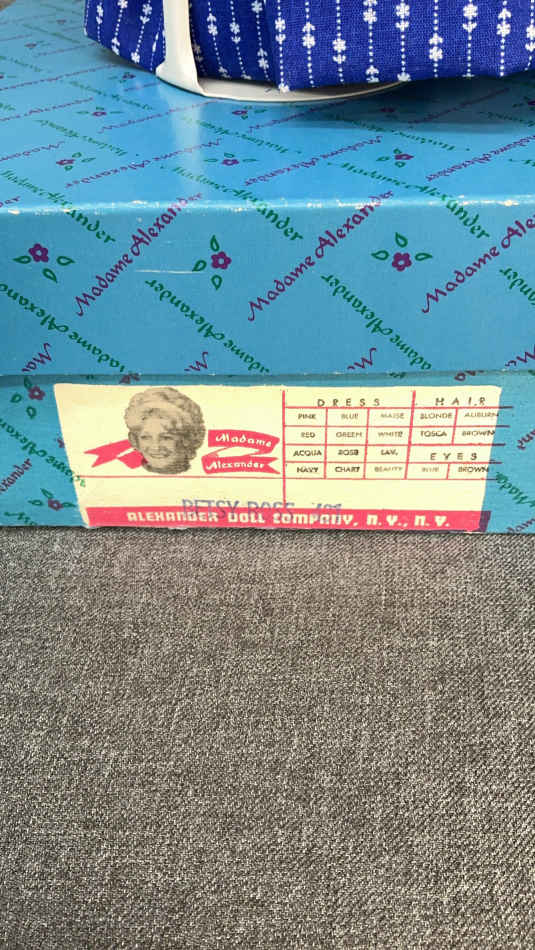 Madame Alexander
Madame Alexander
Madame Alexander
Madame Alexander
Madame Alexander
Madame
Alexander
DRESS HAIR
PINK BLUE MAISE BLONDE AUBURN
RED GREEN WHITE TOSCA BROWN
ACQUA ROSE LAV. EYES
NAVY CHART BEAUTY BLUE BROWN
BETSY ROSS
ALEXANDER DOLL COMPANY, N. Y., N. Y.